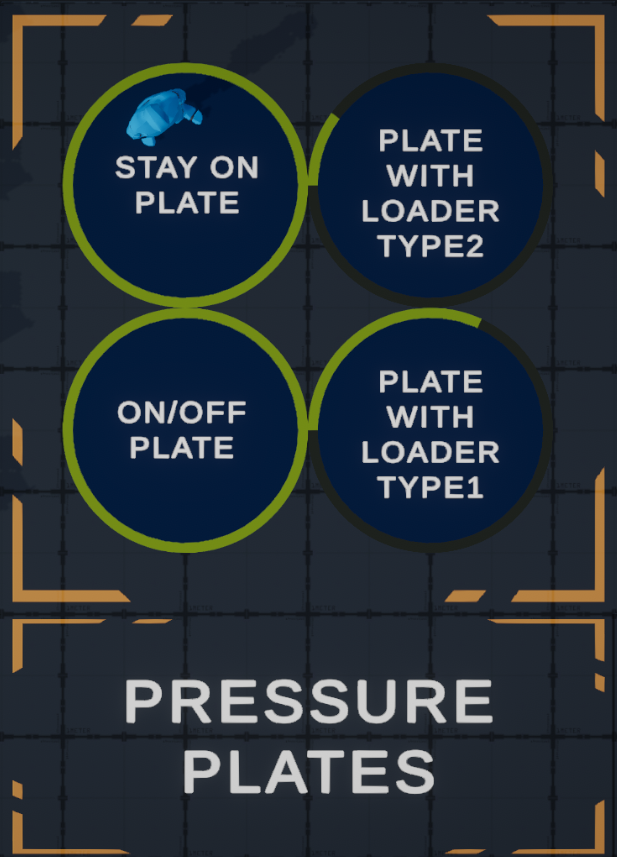 STAY ON
PLATE
PLATE
WITH
LOADER
TYPE2
ON/OFF
PLATE
PLATE
WITH
LOADER
TYPE1
PRESSURE
PLATES